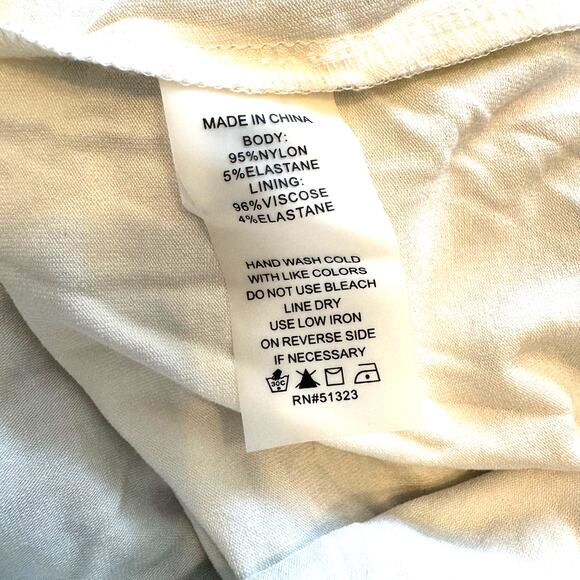 MADE IN CHINA
BODY:
95%NYLON
5%ELASTANE
LINING:
96%VISCOSE
4%ELASTANE
HAND WASH COLD
WITH LIKE COLORS
DO NOT USE BLEACH
LINE DRY
USE LOW IRON
ON REVERSE SIDE
IF NECESSARY
30C
RN#51323